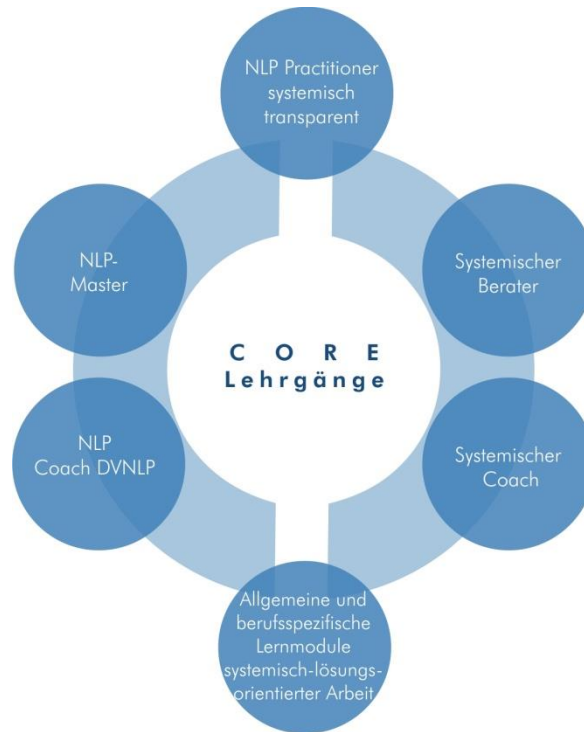 NLP Practitioner
systemisch
transparent
NLP-
Master
Systemischer
Berater
CORE
Lehrgänge
NLP
Coach DVNLP
Systemischer
Coach
Allgemeine und
berufsspezifische
Lernmodule
systemisch-lösungs-
orientierter Arbeit